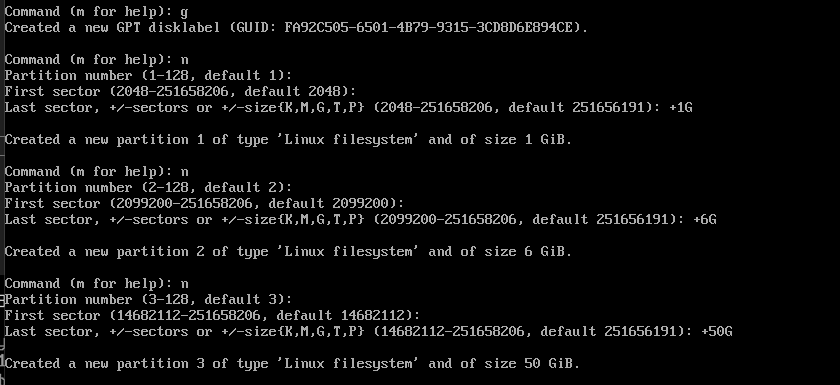 Command (m for help): g
Created a new GPT disklabel (GUID: FA92C505-6501-4B79-9315-3CD8D6E894CE).
Command (m for help): n
Partition number (1-128, default 1):
First sector (2048-251658206, default 2048):
Last sector, +/-sectors or +/-size{K,M,G,T,P} (2048-251658206, default 251656191): +1G
Created a new partition 1 of type 'Linux filesystem' and of size 1 GiB.
Command (m for help): n
Partition number (2-128, default 2):
First sector (2099200-251658206, default 2099200):
Last sector, +/-sectors or +/-size{K,M,G,T,P} (2099200-251658206, default 251656191): +6G
Created a new partition 2 of type 'Linux filesystem' and of size 6 GiB.
Command (m for help): n
Partition number (3-128, default 3):
First sector (14682112-251658206, default 14682112):
Last sector, +/-sectors or +/-size{K,M,G,T,P} (14682112-251658206, default 251656191): +50G
Created a new partition 3 of type 'Linux filesystem' and of size 50 GiB.